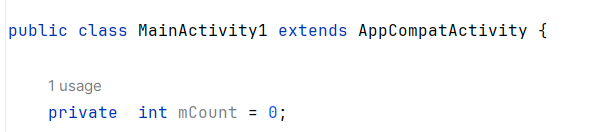 public class MainActivity1 extends AppCompatActivity {
1 usage
private  int mCount = 0;